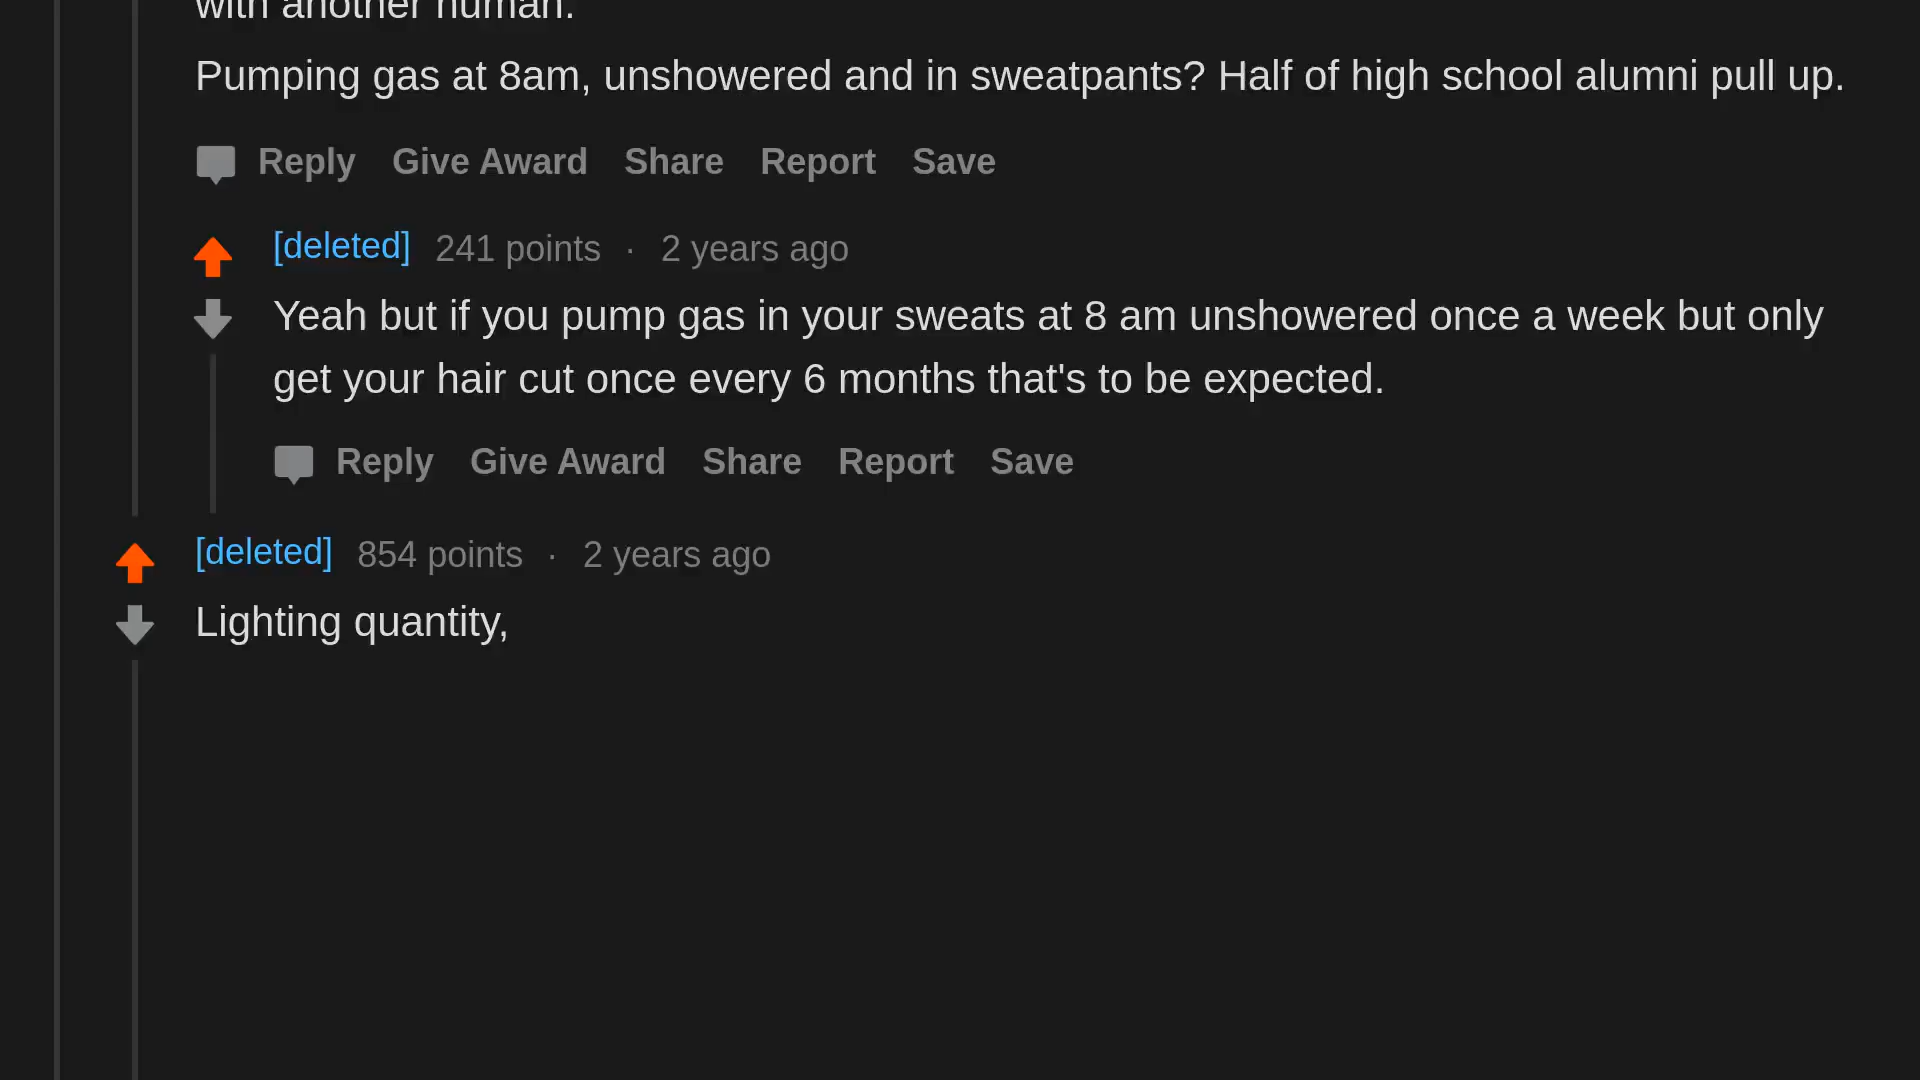 with another human.
Pumping gas at 8am, unshowered and in sweatpants? Half of high school alumni pull up.
Reply Give Award Share Report Save
[deleted] 241 points · 2 years ago
Yeah but if you pump gas in your sweats at 8 am unshowered once a week but only
get your hair cut once every 6 months that's to be expected.
Reply Give Award Share Report Save
[deleted] 854 points · 2 years ago
Lighting quantity,